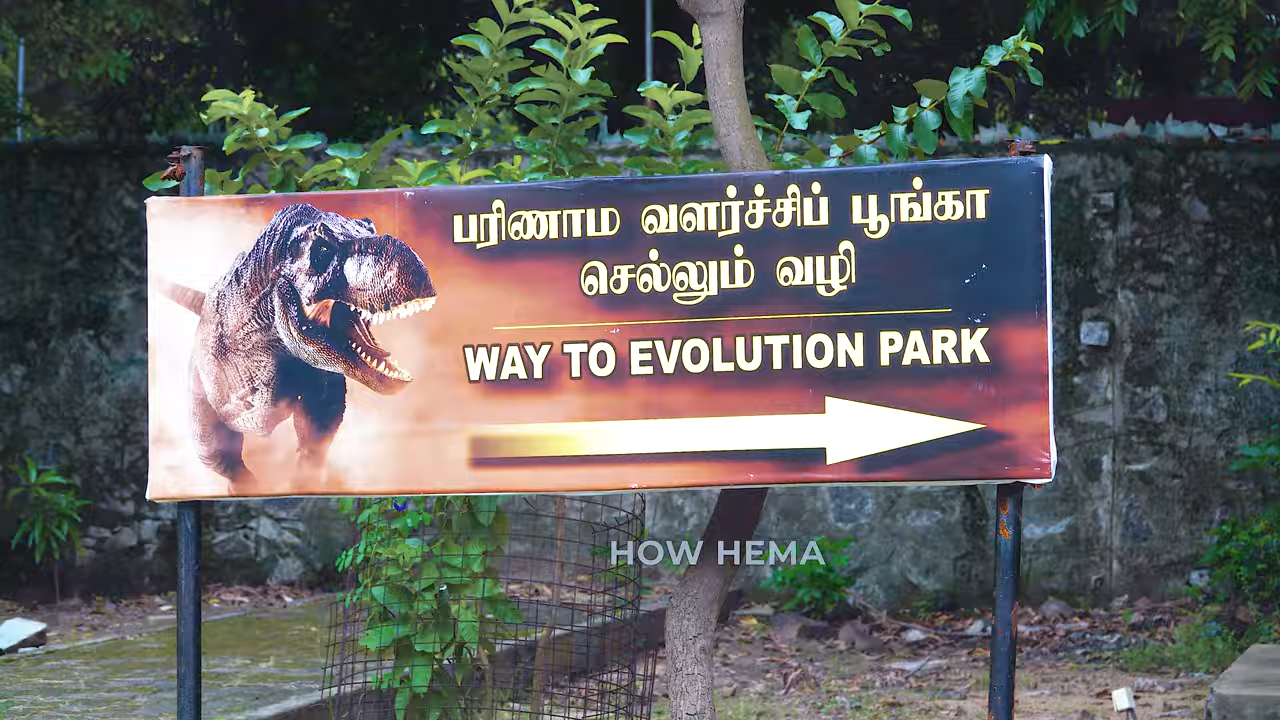 பரிணாம வளர்ச்சிப் பூங்கா
செல்லும் வழி
WAY TO EVOLUTION PARK
HOW HEMA